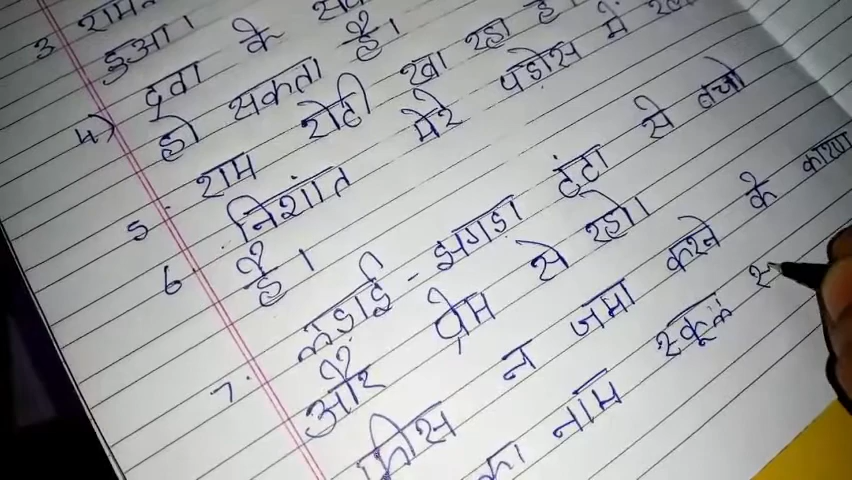 3 राम
हुआ।
4) दवा के
हो सकता है।
5. राम रोटी खा रहा है।
6. निशांत मेरे पडोस में
है।
7. लडाई - झगडा टंटा से बचो
और प्रेम से रहो।
फीस न जमा करने के कारण
का नाम स्कूल